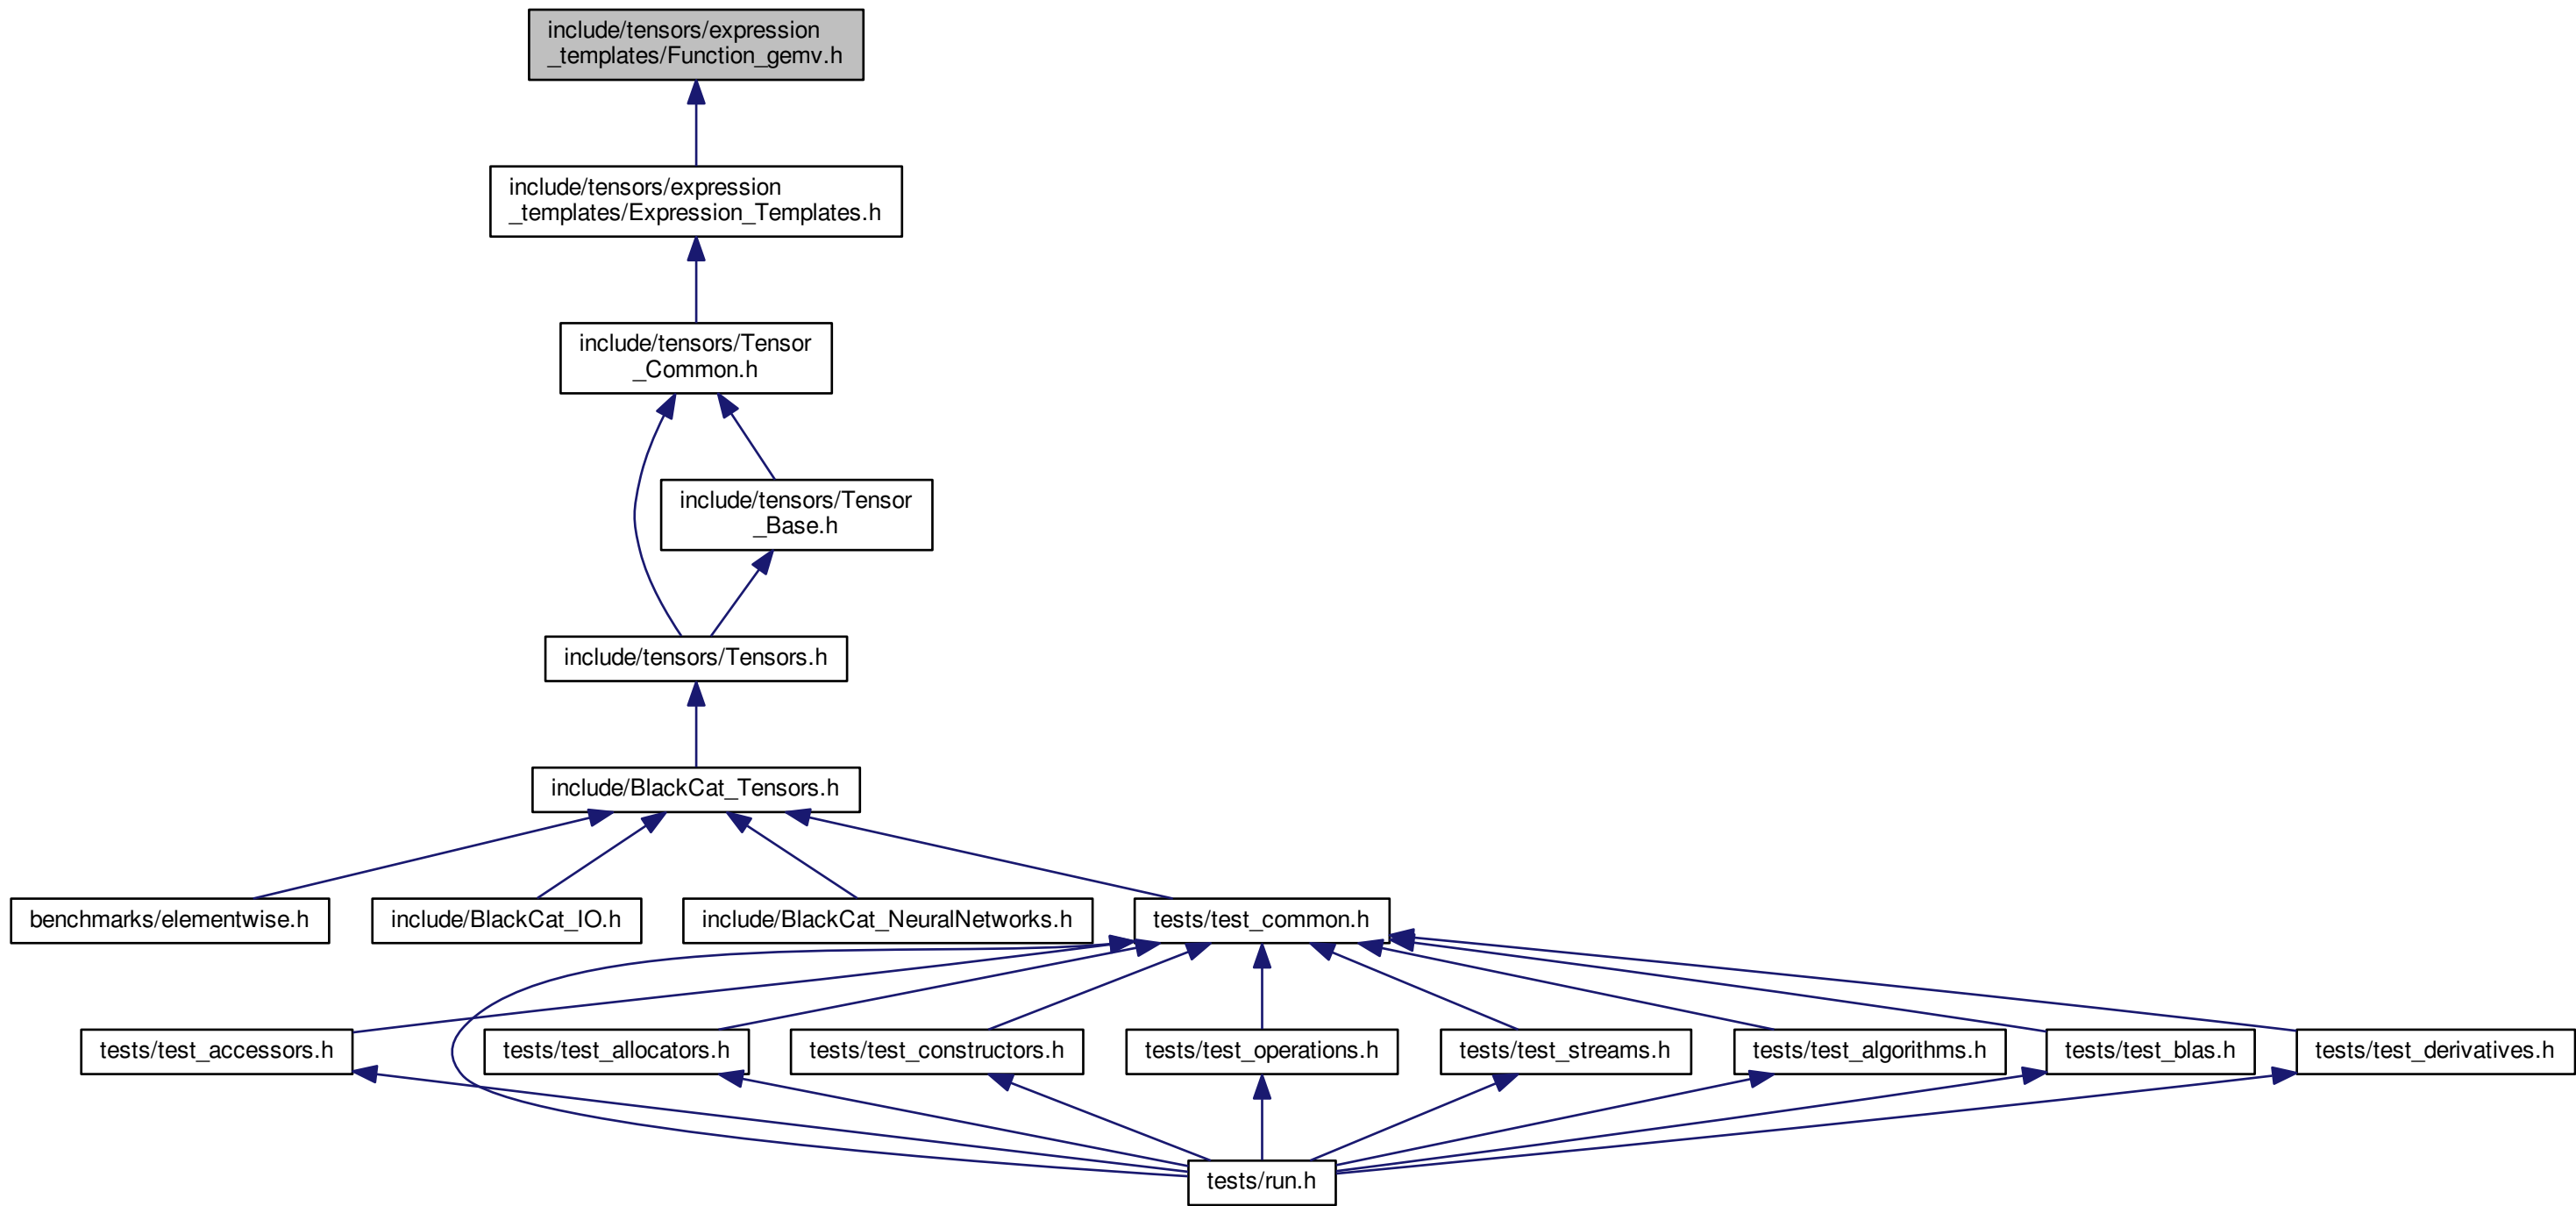 include/tensors/expression
_templates/Function_gemv.h
include/tensors/expression
_templates/Expression_Templates.h
include/tensors/Tensor
_Common.h
include/tensors/Tensor
_Base.h
include/tensors/Tensors.h
include/BlackCat_Tensors.h
benchmarks/elementwise.h
include/BlackCat_IO.h
include/BlackCat_NeuralNetworks.h
tests/test_common.h
tests/test_accessors.h
tests/test_allocators.h
tests/test_constructors.h
tests/test_operations.h
tests/test_streams.h
tests/test_algorithms.h
tests/test_blas.h
tests/test_derivatives.h
tests/run.h